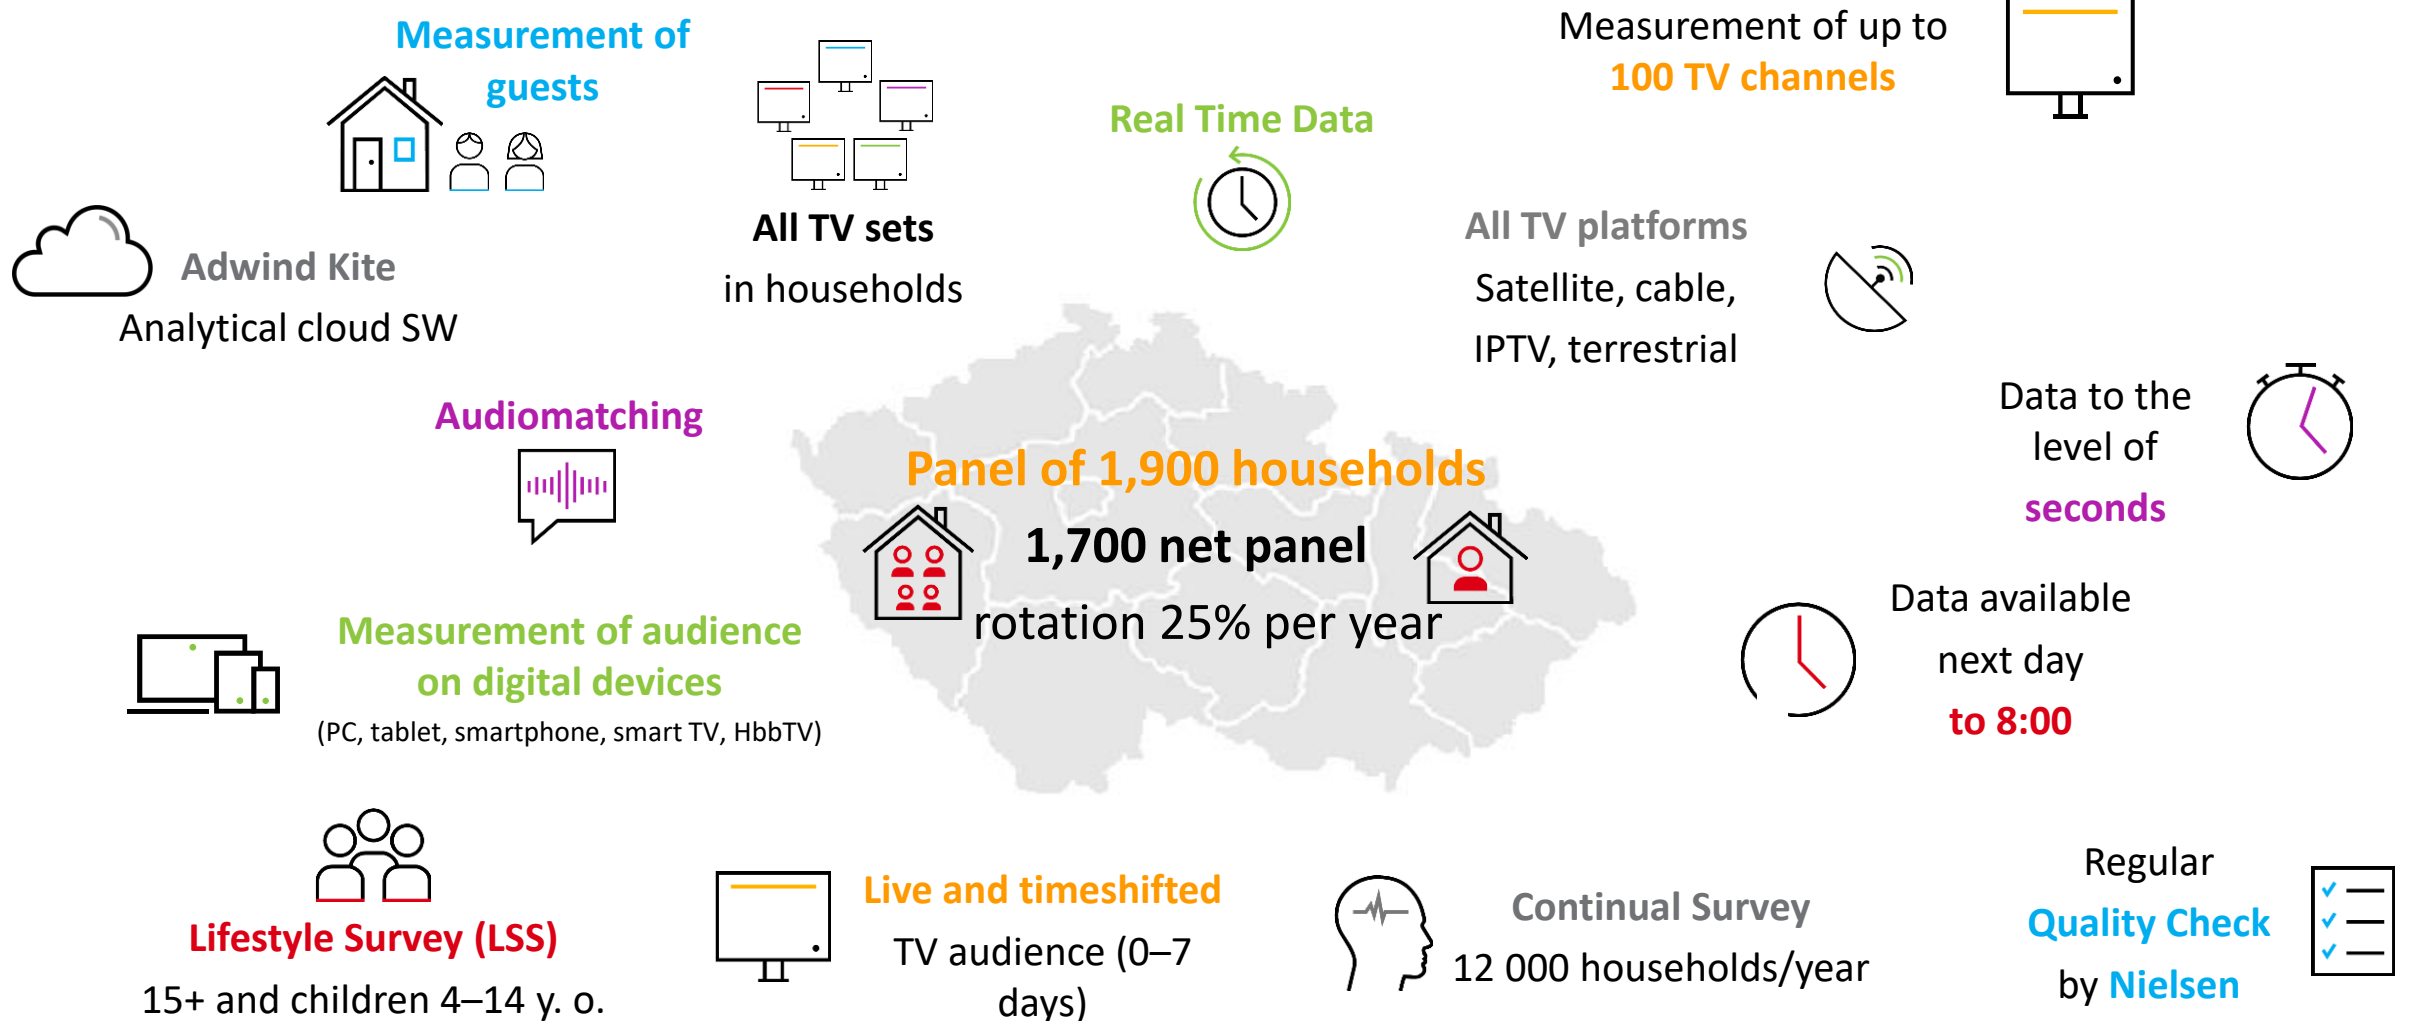 Measurement of
guests
Measurement of up to
100 TV channels
Real Time Data
All TV sets
in households
All TV platforms
Satellite, cable,
IPTV, terrestrial
Adwind Kite
Analytical cloud SW
Audiomatching
Data to the
level of
seconds
Panel of 1,900 households
1,700 net panel
rotation 25% per year
Measurement of audience
on digital devices
(PC, tablet, smartphone, smart TV, HbbTV)
Data available
next day
to 8:00
Lifestyle Survey (LSS)
15+ and children 4–14 y. o.
Live and timeshifted
TV audience (0–7
days)
Continual Survey
12 000 households/year
Regular
Quality Check
by Nielsen